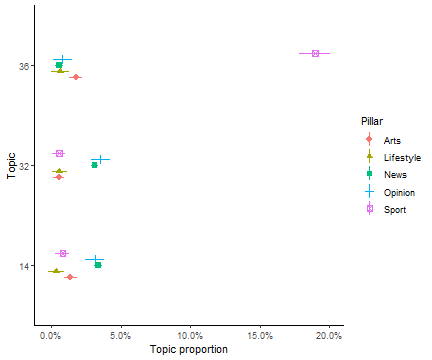 36
32
14
Topic
0.0%
5.0%
10.0%
15.0%
20.0%
Topic proportion
Pillar
Arts
Lifestyle
News
Opinion
Sport